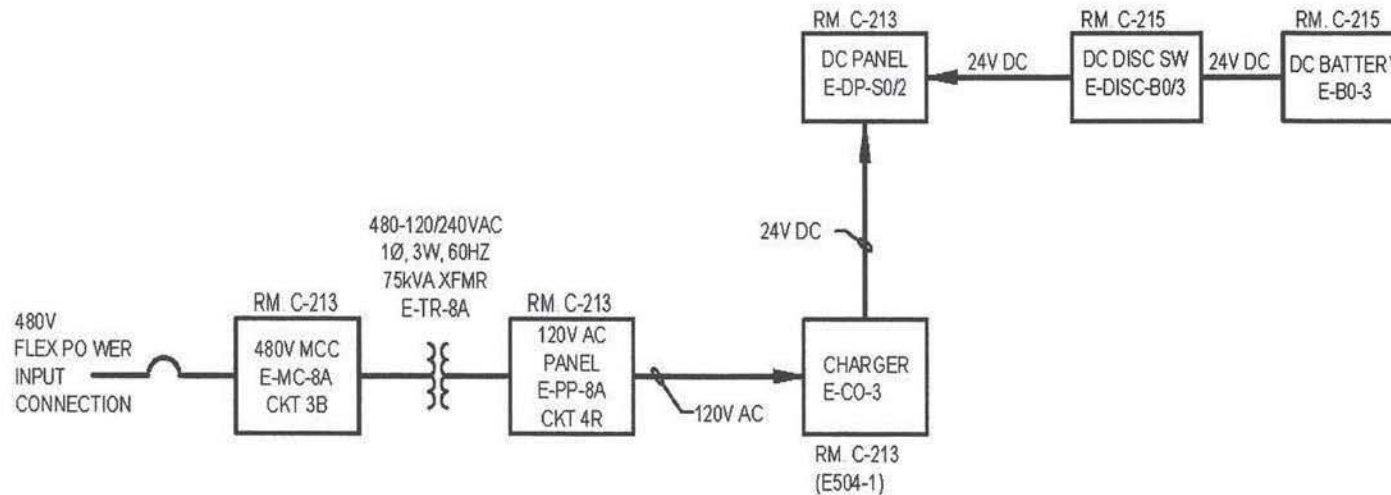 RM. C-213
DC PANEL
E-DP-S0/2
24V DC
RM. C-215
DC DISC SW
E-DISC-B0/3
24V DC
RM. C-215
DC BATTERY
E-B0-3
480V
FLEX PO WER
INPUT
CONNECTION
RM. C-213
480V MCC
E-MC-8A
CKT 3B
480-120/240VAC
1Ø, 3W, 60HZ
75kVA XFMR
E-TR-8A
RM. C-213
120V AC
PANEL
E-PP-8A
CKT 4R
120V AC
24V DC
CHARGER
E-CO-3
RM. C-213
(E504-1)